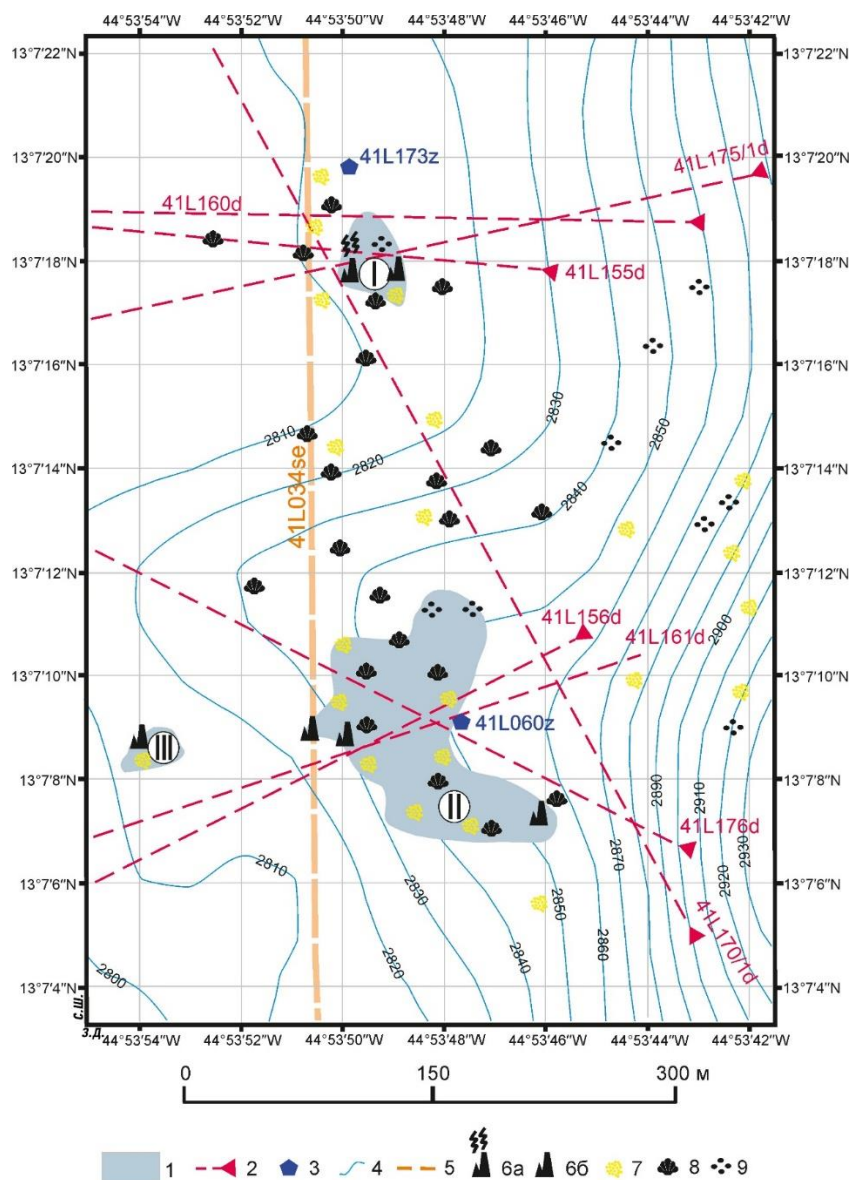 44°53'54"W 44°53'52"W 44°53'50"W 44°53'48"W 44°53'46"W 44°53'44"W 44°53'42"W
13°7'22"N 13°7'22"N
41L175/1d
13°7'20"N 41L173z 13°7'20"N
41L160d
13°7'18"N I 41L155d 13°7'18"N
13°7'16"N 13°7'16"N
2830
2850
2810
2820
13°7'14"N 13°7'14"N
2840
41L034se
13°7'12"N 13°7'12"N
41L156d
2900
41L161d
13°7'10"N 13°7'10"N
41L060z
III
13°7'8"N 13°7'8"N
II
2890
2910
41L176d
2870
2930
2920
13°7'6"N 13°7'6"N
2810
2830
2850
41L170/1d
2860
2840
2820
2800
13°7'4"N 13°7'4"N
с.ш.
з.д.
44°53'54"W 44°53'52"W 44°53'50"W 44°53'48"W 44°53'46"W 44°53'44"W 44°53'42"W
0 150 300 м
1 2 3 4 5 6а 6б 7 8 9